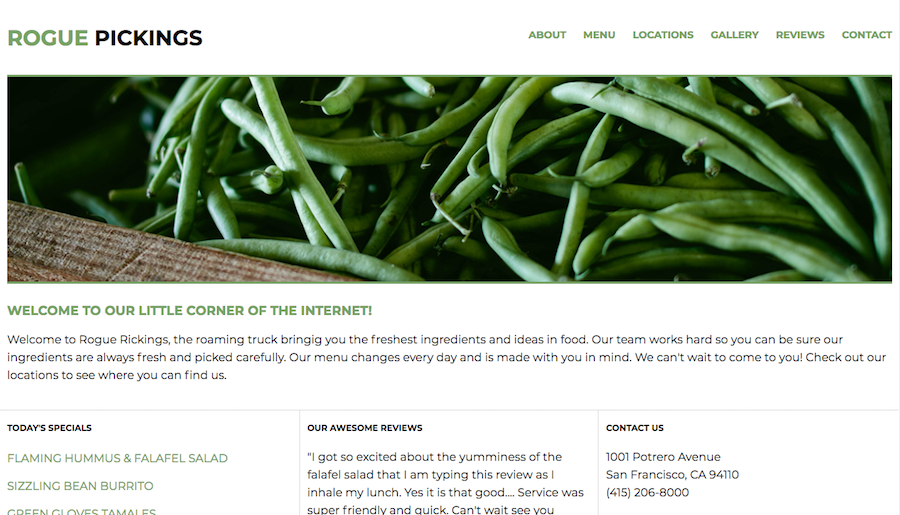 ROGUE PICKINGS
ABOUT MENU LOCATIONS GALLERY REVIEWS CONTACT
WELCOME TO OUR LITTLE CORNER OF THE INTERNET!
Welcome to Rogue Rickings, the roaming truck bringig you the freshest ingredients and ideas in food. Our team works hard so you can be sure our
ingredients are always fresh and picked carefully. Our menu changes every day and is made with you in mind. We can't wait to come to you! Check out our
locations to see where you can find us.
TODAY'S SPECIALS
FLAMING HUMMUS & FALAFEL SALAD
SIZZLING BEAN BURRITO
GREEN GLOVES TAMALES
OUR AWESOME REVIEWS
"I got so excited about the yumminess of the
falafel salad that I am typing this review as I
inhale my lunch. Yes it is that good.... Service was
super friendly and quick. Can't wait see you
CONTACT US
1001 Potrero Avenue
San Francisco, CA 94110
(415) 206-8000